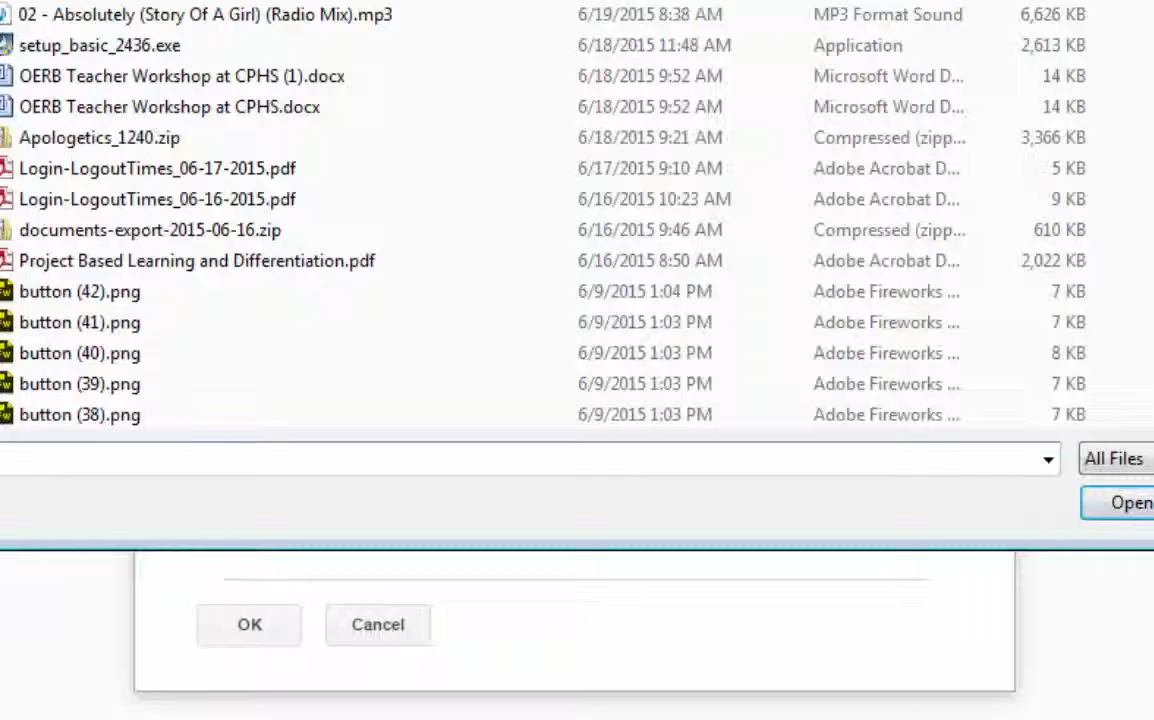 02 - Absolutely (Story Of A Girl) (Radio Mix).mp3 6/19/2015 8:38 AM MP3 Format Sound 6,626 KB
setup_basic_2436.exe 6/18/2015 11:48 AM Application 2,613 KB
OERB Teacher Workshop at CPHS (1).docx 6/18/2015 9:52 AM Microsoft Word D... 14 KB
OERB Teacher Workshop at CPHS.docx 6/18/2015 9:52 AM Microsoft Word D... 14 KB
Apologetics_1240.zip 6/18/2015 9:21 AM Compressed (zipp... 3,366 KB
Login-LogoutTimes_06-17-2015.pdf 6/17/2015 9:10 AM Adobe Acrobat D... 5 KB
Login-LogoutTimes_06-16-2015.pdf 6/16/2015 10:23 AM Adobe Acrobat D... 9 KB
documents-export-2015-06-16.zip 6/16/2015 9:46 AM Compressed (zipp... 610 KB
Project Based Learning and Differentiation.pdf 6/16/2015 8:50 AM Adobe Acrobat D... 2,022 KB
button (42).png 6/9/2015 1:04 PM Adobe Fireworks ... 7 KB
button (41).png 6/9/2015 1:03 PM Adobe Fireworks ... 7 KB
button (40).png 6/9/2015 1:03 PM Adobe Fireworks ... 8 KB
button (39).png 6/9/2015 1:03 PM Adobe Fireworks ... 7 KB
button (38).png 6/9/2015 1:03 PM Adobe Fireworks ... 7 KB
All Files
Open
OK Cancel